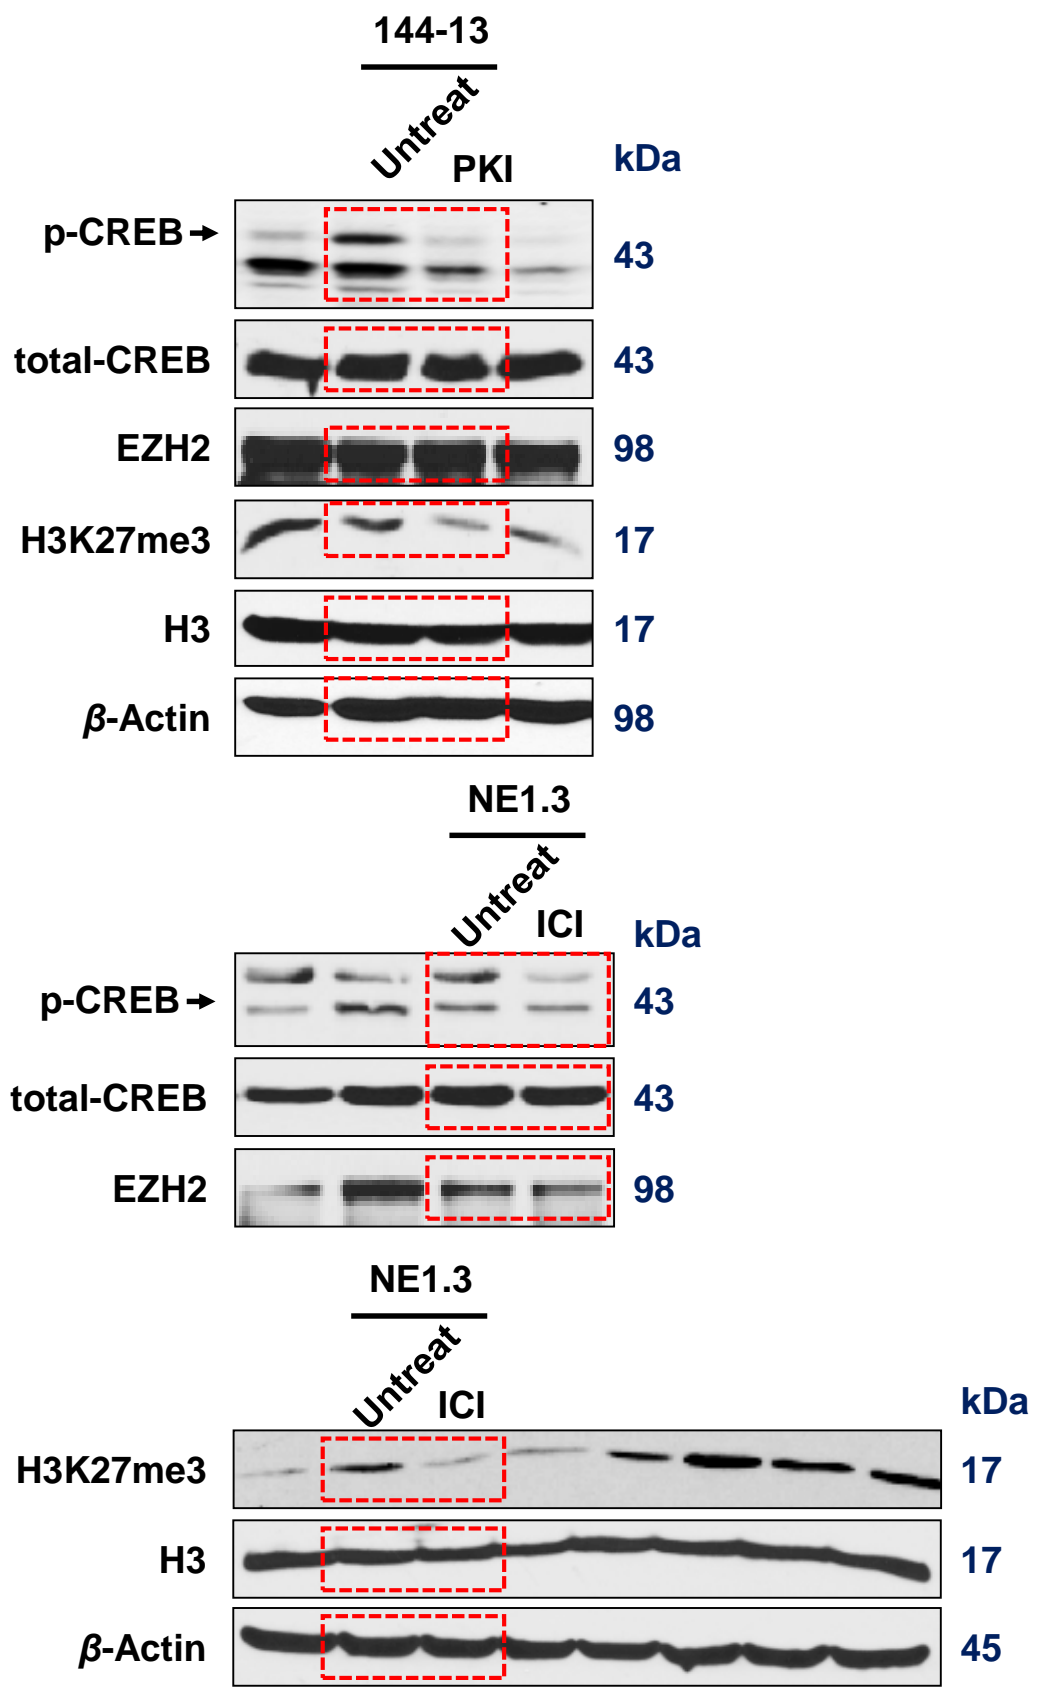 144-13
Untreat
PKI
kDa
p-CREB
43
total-CREB
43
EZH2
98
H3K27me3
17
H3
17
β-Actin
98
NE1.3
Untreat
ICI
kDa
p-CREB
43
total-CREB
43
EZH2
98
NE1.3
Untreat
ICI
kDa
H3K27me3
17
H3
17
β-Actin
45